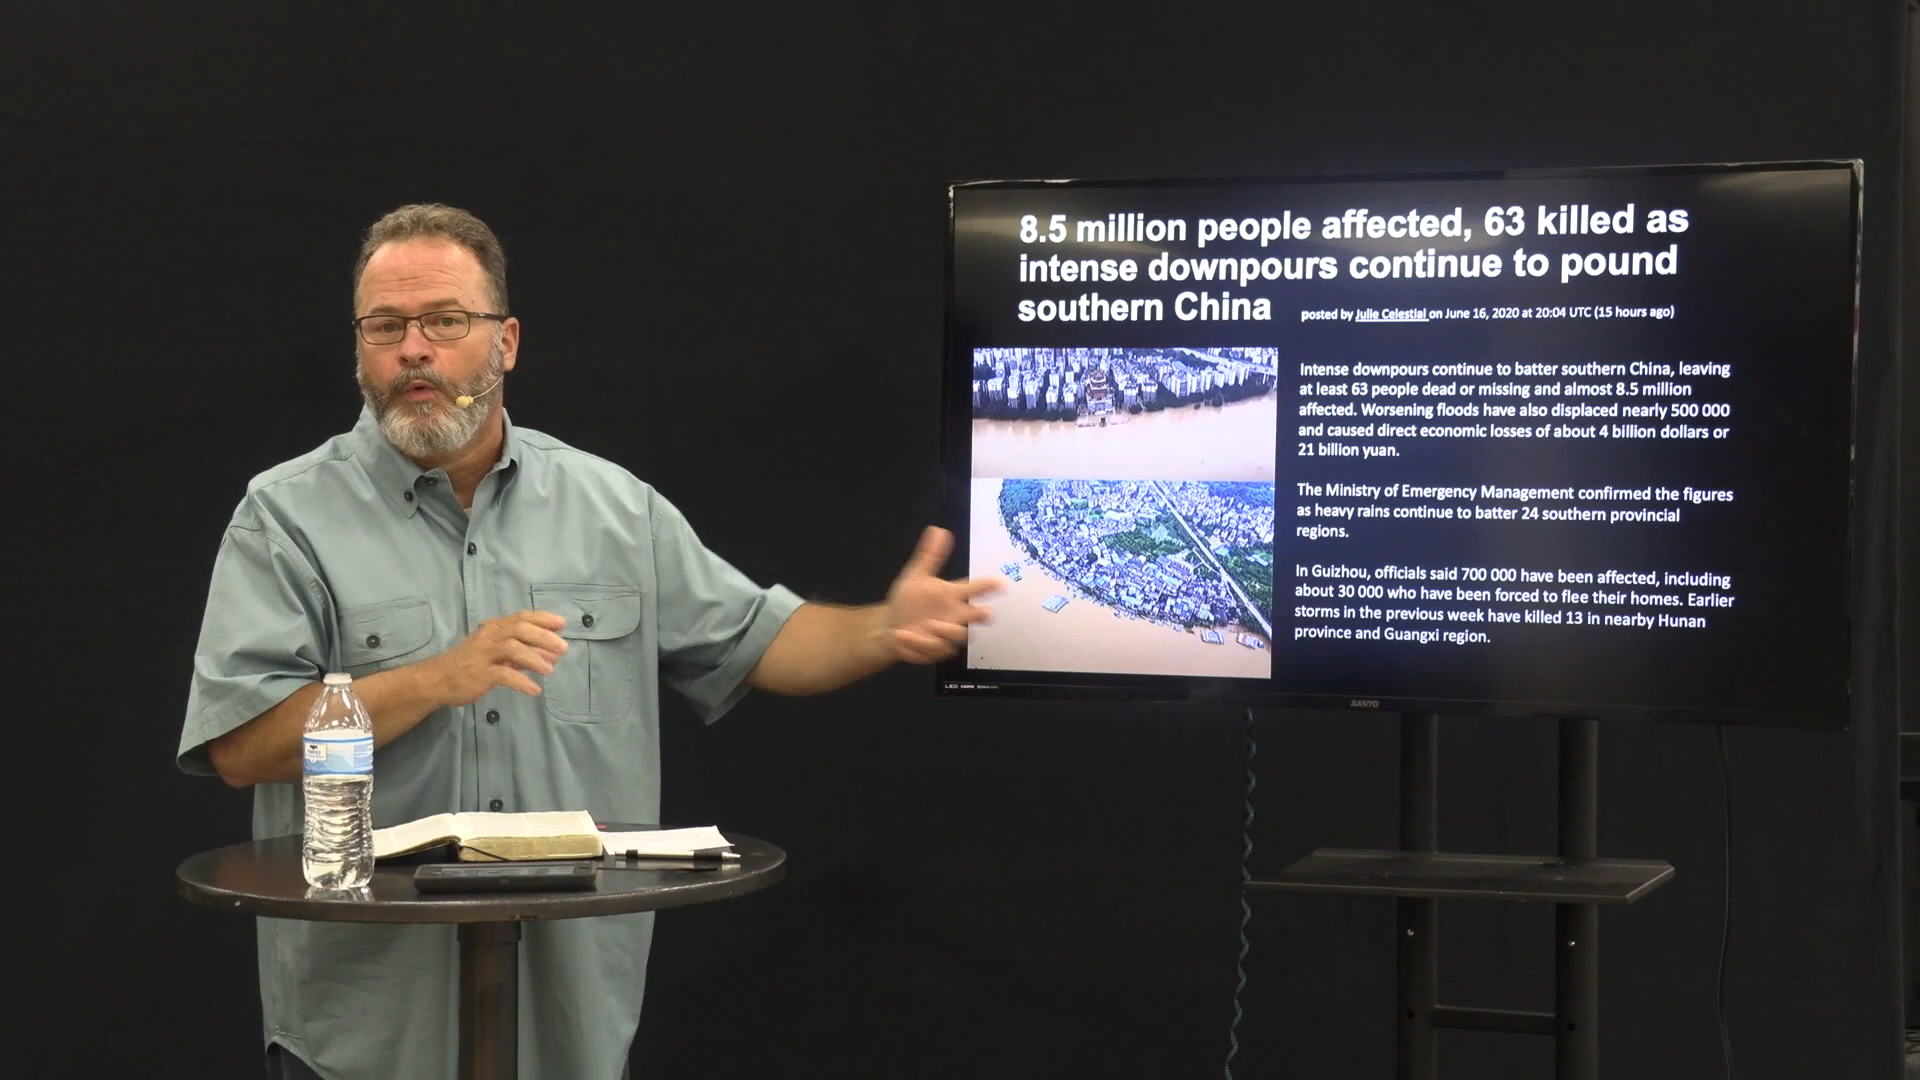 8.5 million people affected, 63 killed as
intense downpours continue to pound
southern China
posted by Julie Celestial on June 16, 2020 at 20:04 UTC (15 hours ago)
Intense downpours continue to batter southern China, leaving
at least 63 people dead or missing and almost 8.5 million
affected. Worsening floods have also displaced nearly 500 000
and caused direct economic losses of about 4 billion dollars or
21 billion yuan.
The Ministry of Emergency Management confirmed the figures
as heavy rains continue to batter 24 southern provincial
regions.
In Guizhou, officials said 700 000 have been affected, including
about 30 000 who have been forced to flee their homes. Earlier
storms in the previous week have killed 13 in nearby Hunan
province and Guangxi region.
LED HDMI
SANYO